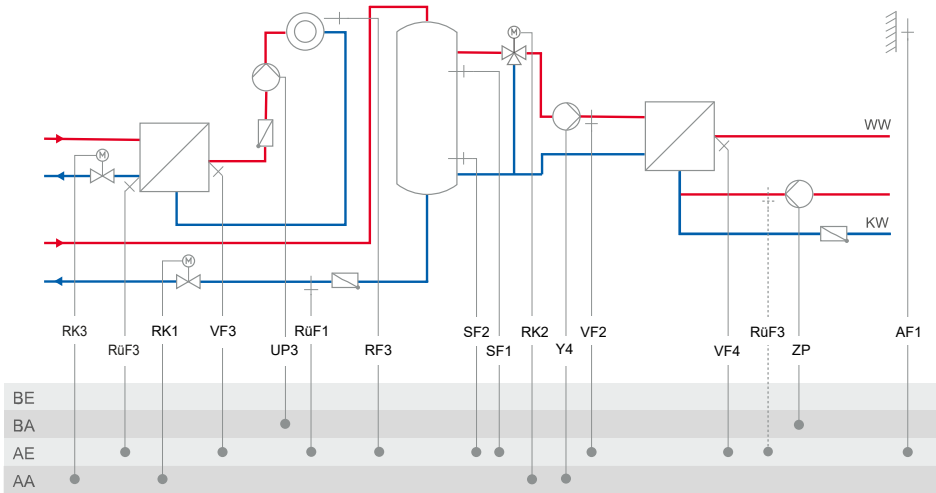 M
M
M
WW
KW
RK3 RK1 VF3 RüF1 SF2 RK2 VF2 RüF3 AF1
RüF3 UP3 RF3 SF1 Y4 VF4 ZP
BE
BA
AE
AA